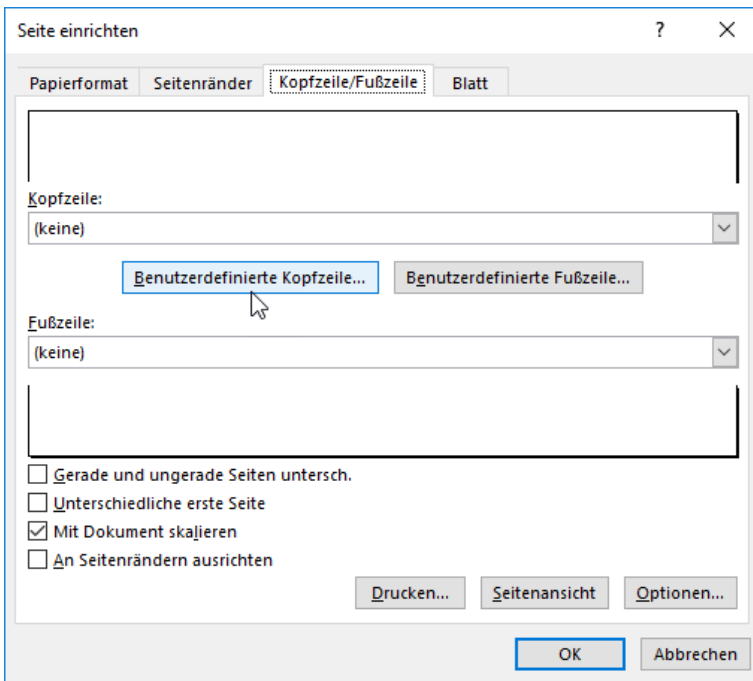 Seite einrichten ?
Papierformat Seitenränder Kopfzeile/Fußzeile Blatt
Kopfzeile:
(keine)
Benutzerdefinierte Kopfzeile... Benutzerdefinierte Fußzeile...
Fußzeile:
(keine)
Gerade und ungerade Seiten untersch.
Unterschiedliche erste Seite
Mit Dokument skalieren
An Seitenrändern ausrichten
Drucken... Seitenansicht Optionen...
OK Abbrechen